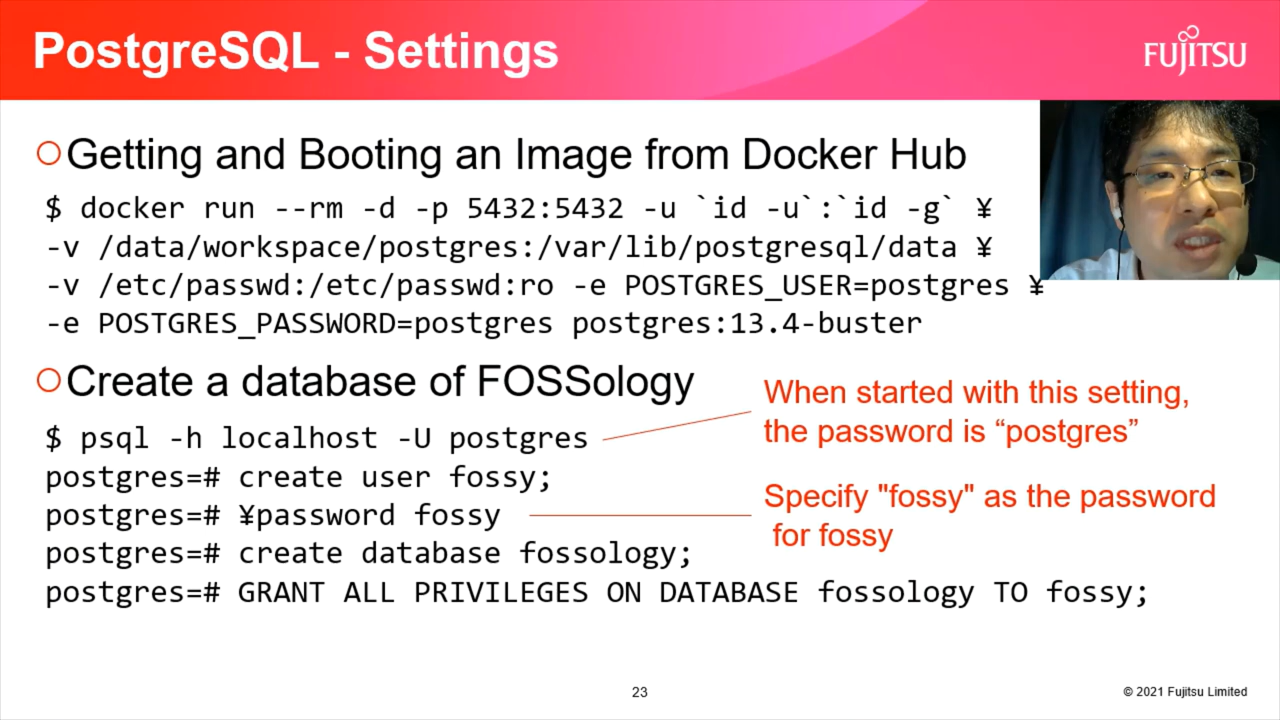 PostgreSQL - Settings
FUJITSU
Getting and Booting an Image from Docker Hub
$ docker run --rm -d -p 5432:5432 -u `id -u`:`id -g` ¥
-v /data/workspace/postgres:/var/lib/postgresql/data ¥
-v /etc/passwd:/etc/passwd:ro -e POSTGRES_USER=postgres ¥
-e POSTGRES_PASSWORD=postgres postgres:13.4-buster
Create a database of FOSSology
When started with this setting,
the password is “postgres”
$ psql -h localhost -U postgres
postgres=# create user fossy;
postgres=# ¥password fossy
Specify "fossy" as the password
for fossy
postgres=# create database fossology;
postgres=# GRANT ALL PRIVILEGES ON DATABASE fossology TO fossy;
23
© 2021 Fujitsu Limited